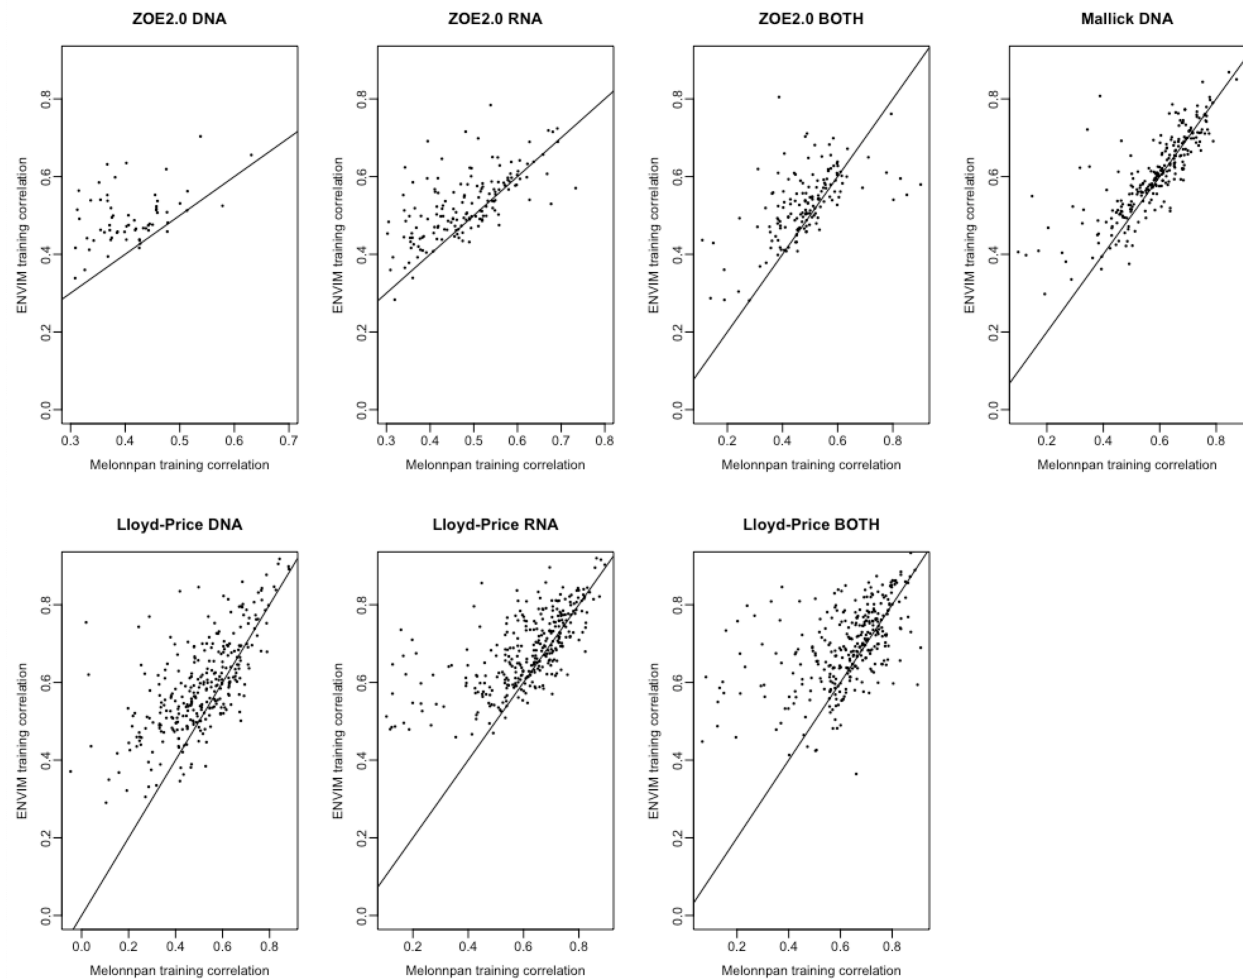 ZOE2.0 DNA
ENVIM training correlation
0.0 0.2 0.4 0.6 0.8
0.3 0.4 0.5 0.6 0.7
Melonnpan training correlation
ZOE2.0 RNA
ENVIM training correlation
0.0 0.2 0.4 0.6 0.8
0.3 0.4 0.5 0.6 0.7 0.8
Melonnpan training correlation
ZOE2.0 BOTH
ENVIM training correlation
0.0 0.2 0.4 0.6 0.8
0.2 0.4 0.6 0.8
Melonnpan training correlation
Mallick DNA
ENVIM training correlation
0.0 0.2 0.4 0.6 0.8
0.2 0.4 0.6 0.8
Melonnpan training correlation
Lloyd-Price DNA
ENVIM training correlation
0.0 0.2 0.4 0.6 0.8
0.0 0.2 0.4 0.6 0.8
Melonnpan training correlation
Lloyd-Price RNA
ENVIM training correlation
0.0 0.2 0.4 0.6 0.8
0.2 0.4 0.6 0.8
Melonnpan training correlation
Lloyd-Price BOTH
ENVIM training correlation
0.0 0.2 0.4 0.6 0.8
0.2 0.4 0.6 0.8
Melonnpan training correlation